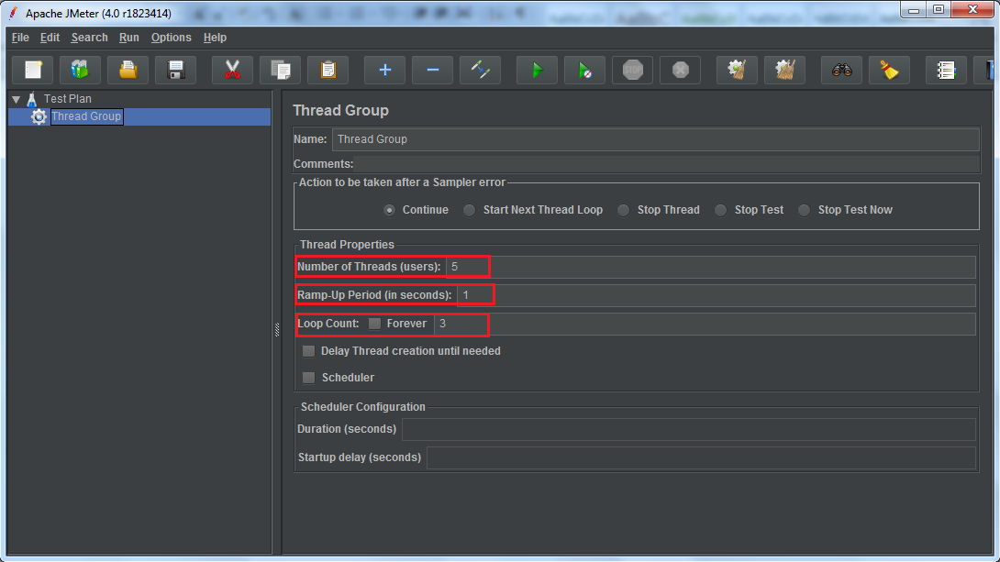 Apache JMeter (4.0 r1823414)
File Edit Search Run Options Help
STOP
Test Plan
Thread Group
Thread Group
Name: Thread Group
Comments:
Action to be taken after a Sampler error
Continue Start Next Thread Loop Stop Thread Stop Test Stop Test Now
Thread Properties
Number of Threads (users): 5
Ramp-Up Period (in seconds): 1
Loop Count: Forever 3
Delay Thread creation until needed
Scheduler
Scheduler Configuration
Duration (seconds)
Startup delay (seconds)